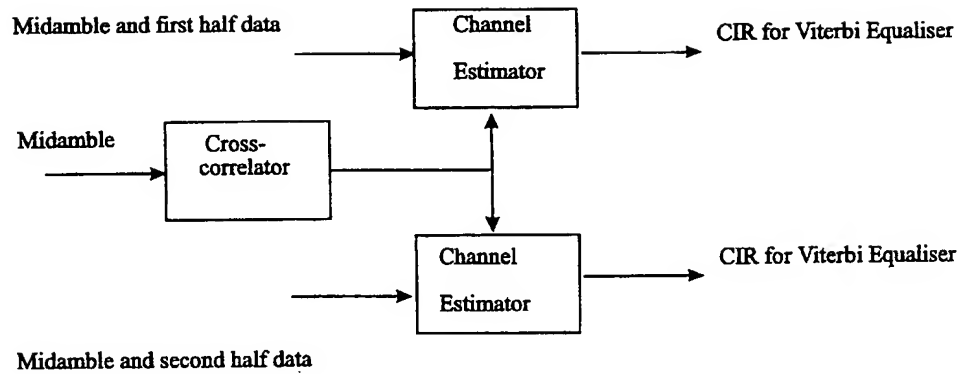 Midamble and first half data
Channel
Estimator
CIR for Viterbi Equaliser
Midamble
Cross-
correlator
Channel
Estimator
CIR for Viterbi Equaliser
Midamble and second half data